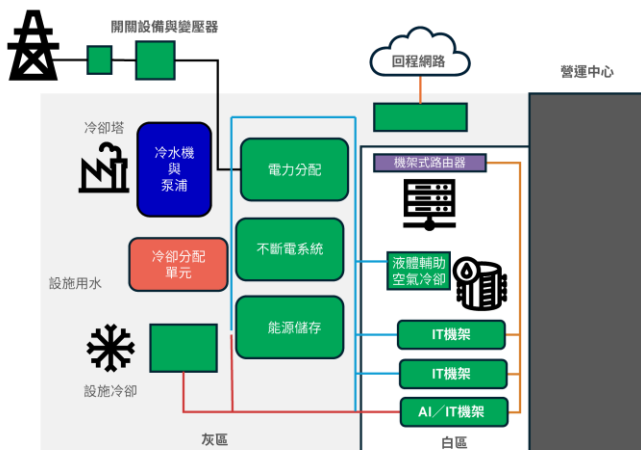 開關設備與變壓器
回程網路
營運中心
冷卻塔
冷水機
與
泵浦
電力分配
機架式路由器
冷卻分配
單元
不斷電系統
液體輔助
空氣冷卻
設施用水
能源儲存
IT機架
IT機架
設施冷卻
AI／IT機架
灰區
白區